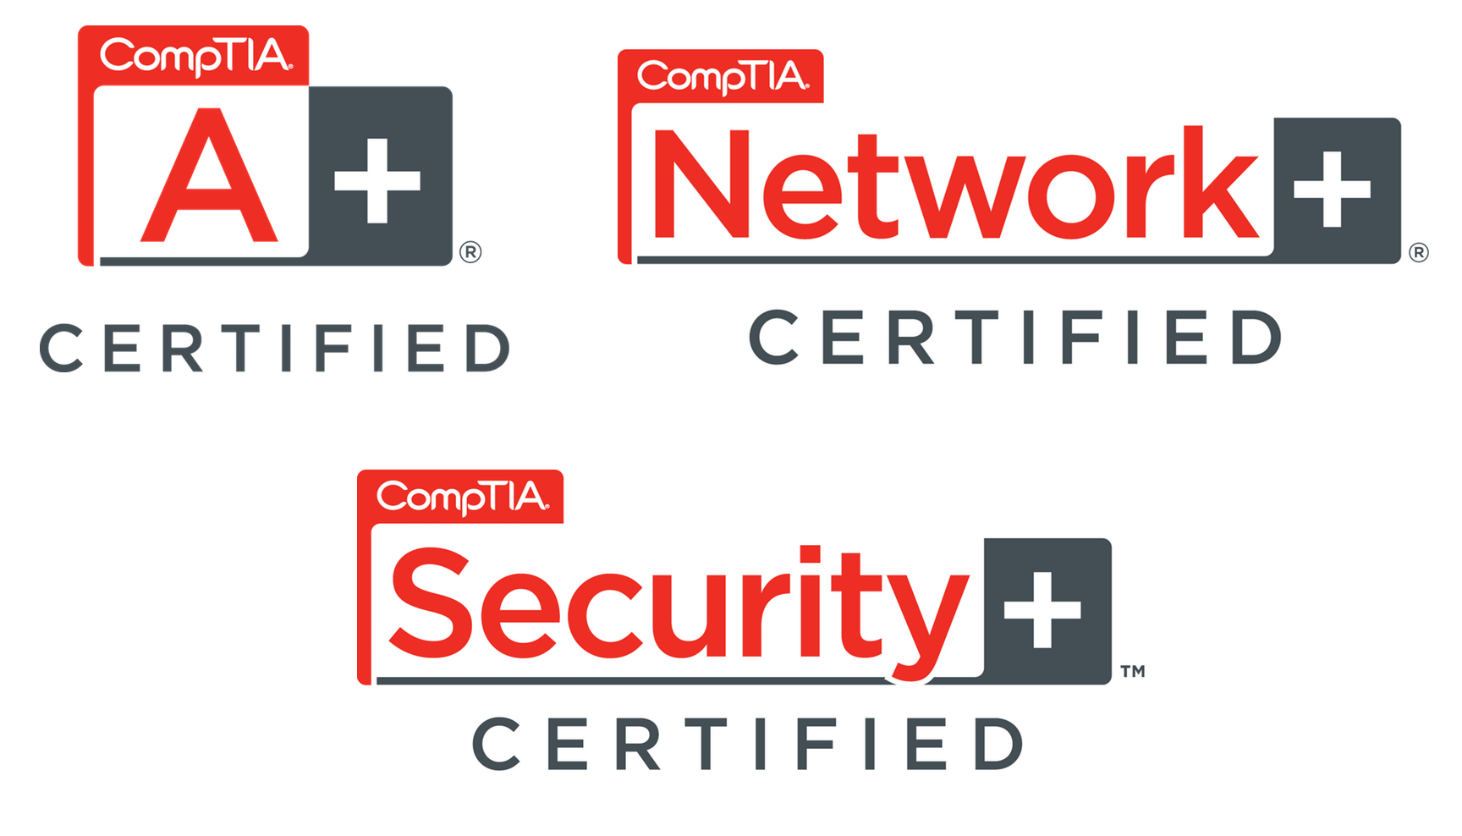 CompTIA®
A+®
CERTIFIED
CompTIA®
Network+®
CERTIFIED
CompTIA®
Security+™
CERTIFIED